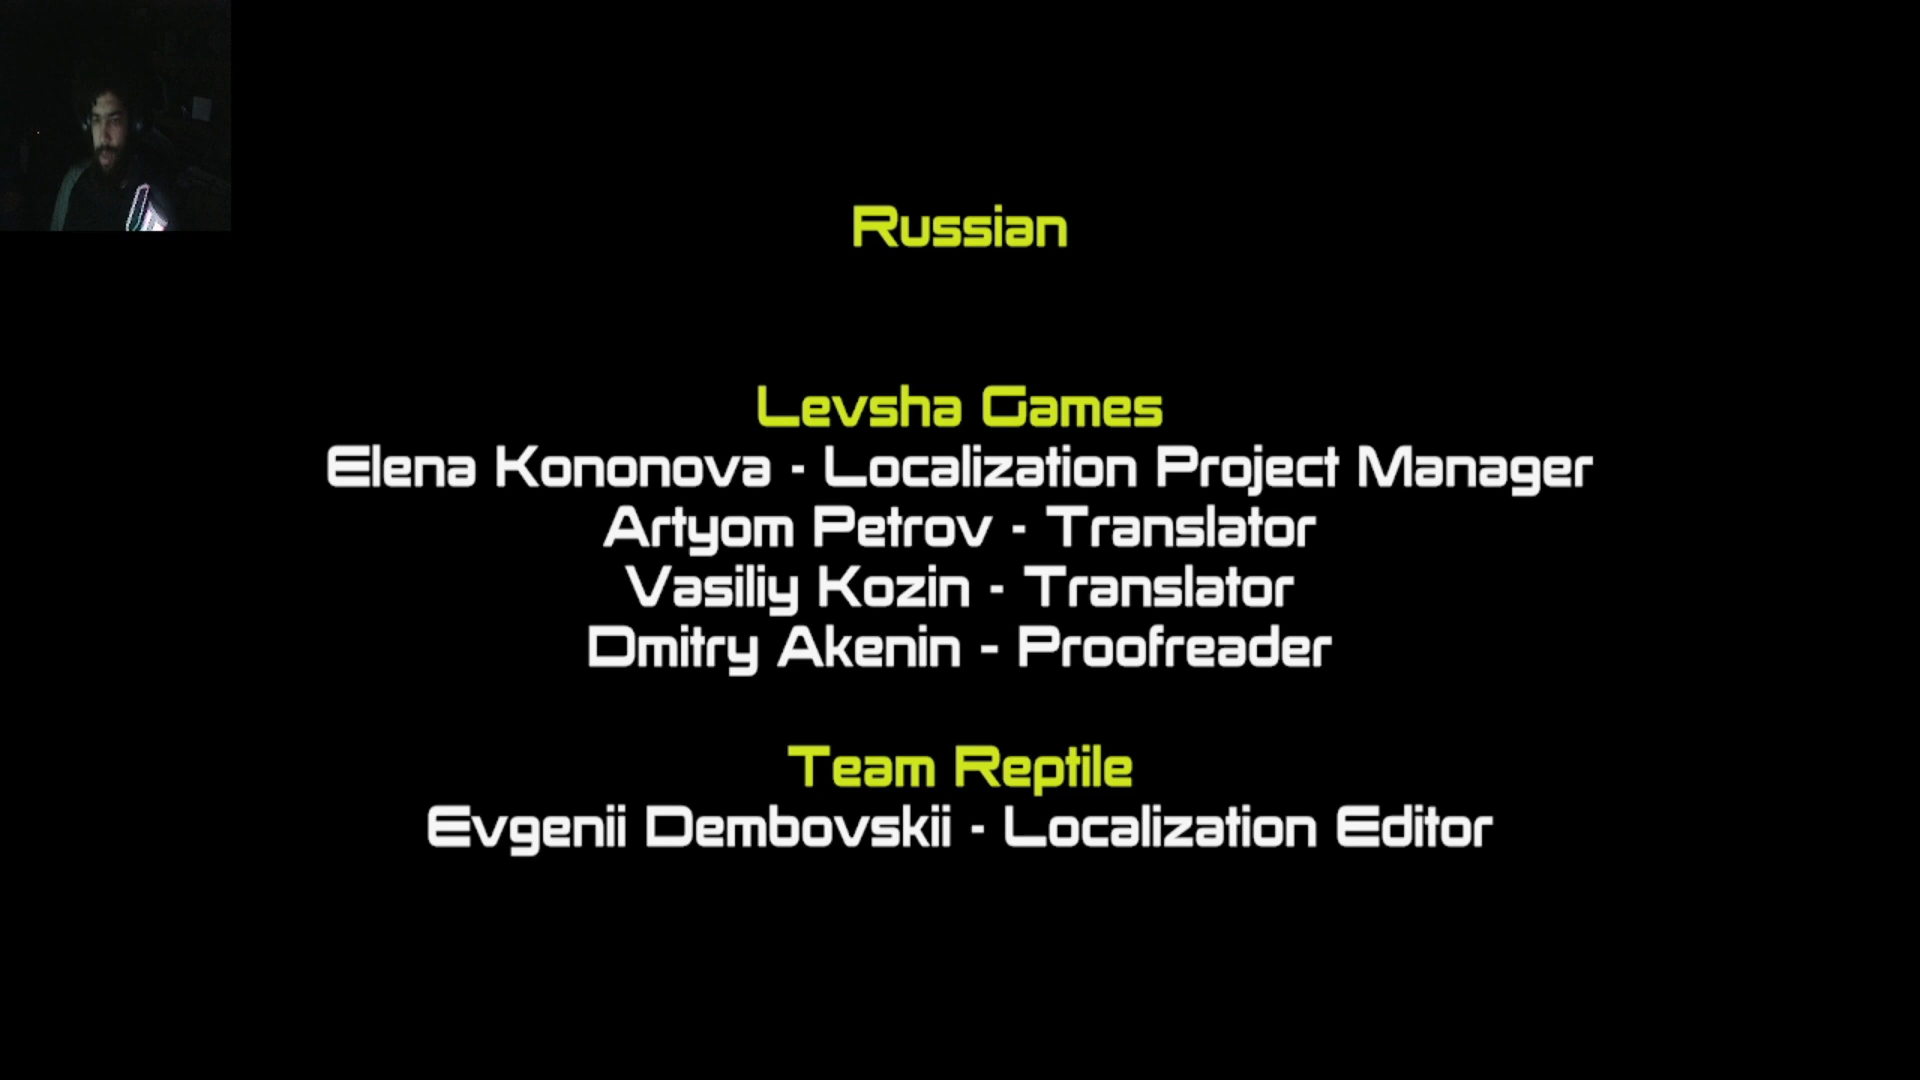 Russian
Levsha Games
Elena Kononova - Localization Project Manager
Artyom Petrov - Translator
Vasiliy Kozin - Translator
Dmitry Akenin - Proofreader
Team Reptile
Evgenii Dembovskii - Localization Editor